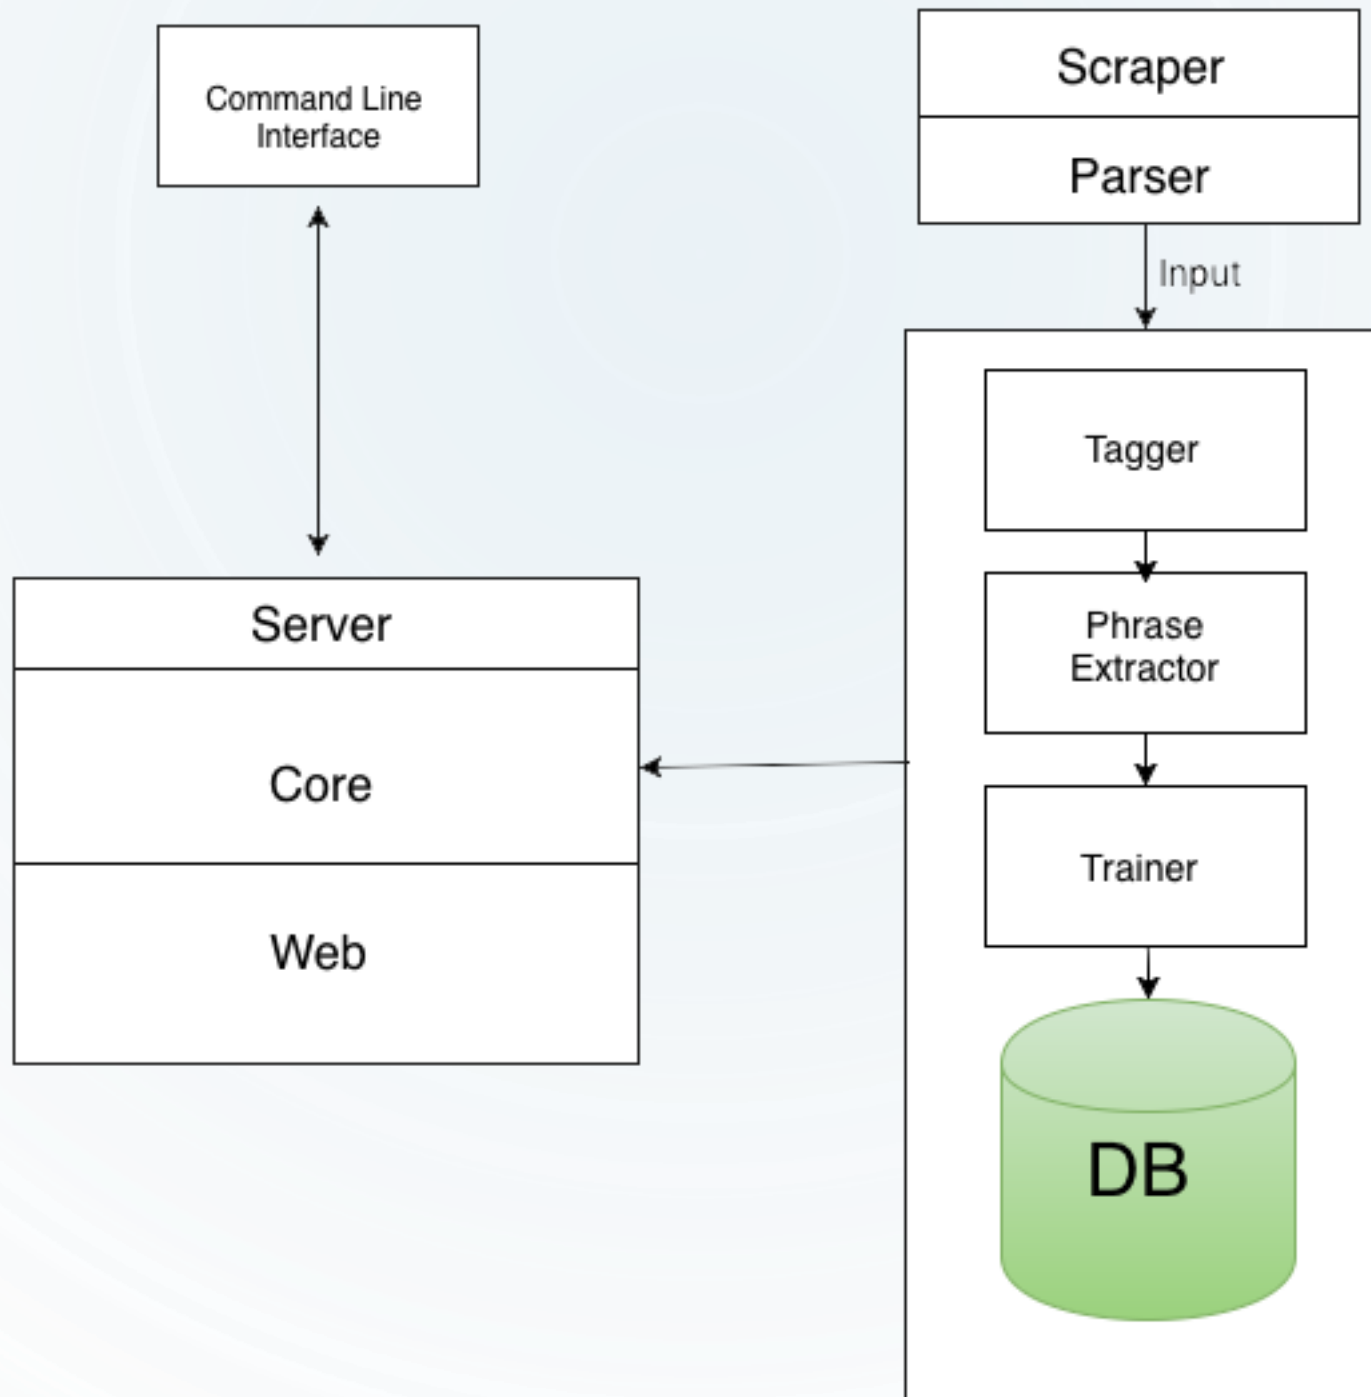 Command Line
Interface
Scraper
Parser
Input
Tagger
Phrase
Extractor
Trainer
DB
Server
Core
Web